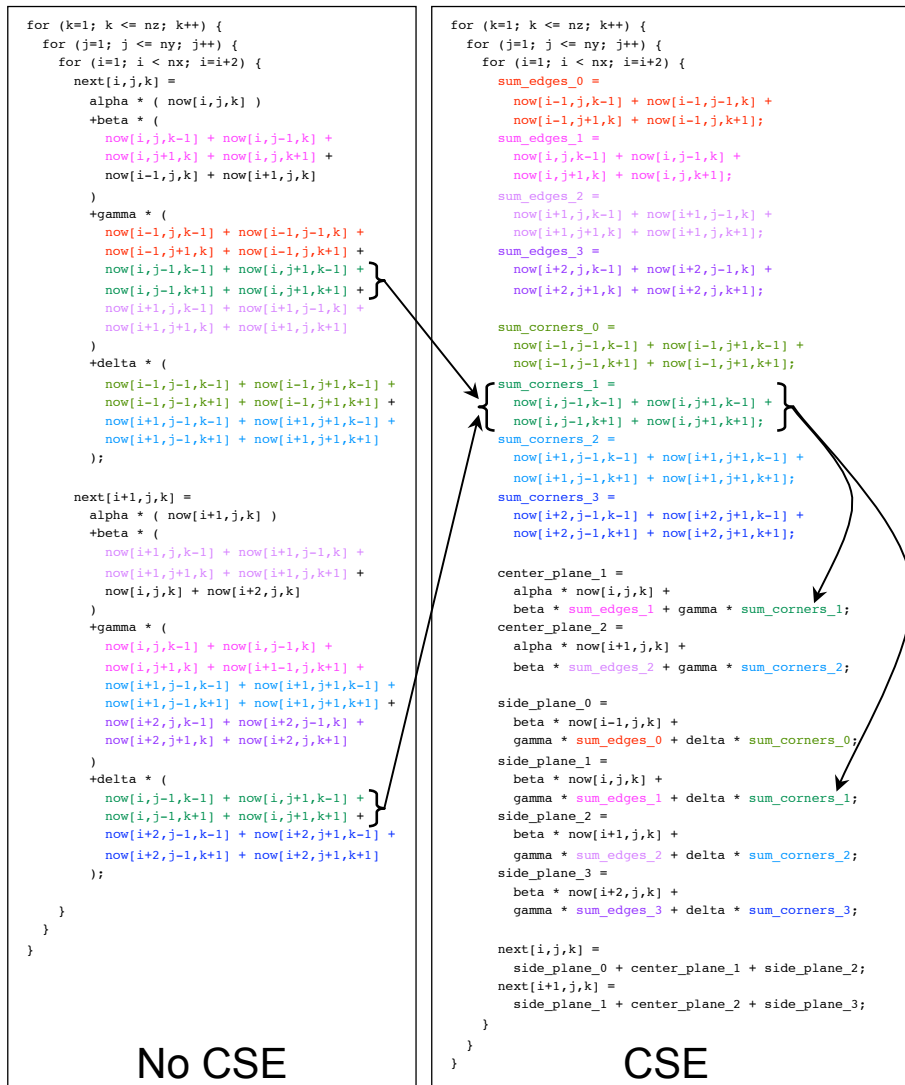 for (k=1; k <= nz; k++) {
for (j=1; j <= ny; j++) {
for (i=1; i < nx; i=i+2) {
next[i,j,k] =
alpha * ( now[i,j,k] )
+beta * (
now[i,j,k-1] + now[i,j-1,k] +
now[i,j+1,k] + now[i,j,k+1] +
now[i-1,j,k] + now[i+1,j,k]
)
+gamma * (
now[i-1,j,k-1] + now[i-1,j-1,k] +
now[i-1,j+1,k] + now[i-1,j,k+1] +
now[i,j-1,k-1] + now[i,j+1,k-1] +
now[i,j-1,k+1] + now[i,j+1,k+1] +
now[i+1,j,k-1] + now[i+1,j-1,k] +
now[i+1,j+1,k] + now[i+1,j,k+1]
)
+delta * (
now[i-1,j-1,k-1] + now[i-1,j+1,k-1] +
now[i-1,j-1,k+1] + now[i-1,j+1,k+1] +
now[i+1,j-1,k-1] + now[i+1,j+1,k-1] +
now[i+1,j-1,k+1] + now[i+1,j+1,k+1]
);
next[i+1,j,k] =
alpha * ( now[i+1,j,k] )
+beta * (
now[i+1,j,k-1] + now[i+1,j-1,k] +
now[i+1,j+1,k] + now[i+1,j,k+1] +
now[i,j,k] + now[i+2,j,k]
)
+gamma * (
now[i,j,k-1] + now[i,j-1,k] +
now[i,j+1,k] + now[i+1-1,j,k+1] +
now[i+1,j-1,k-1] + now[i+1,j+1,k-1] +
now[i+1,j-1,k+1] + now[i+1,j+1,k+1] +
now[i+2,j,k-1] + now[i+2,j-1,k] +
now[i+2,j+1,k] + now[i+2,j,k+1]
)
+delta * (
now[i,j-1,k-1] + now[i,j+1,k-1] +
now[i,j-1,k+1] + now[i,j+1,k+1] +
now[i+2,j-1,k-1] + now[i+2,j+1,k-1] +
now[i+2,j-1,k+1] + now[i+2,j+1,k+1]
);
}
}
}
No CSE
for (k=1; k <= nz; k++) {
for (j=1; j <= ny; j++) {
for (i=1; i < nx; i=i+2) {
sum_edges_0 =
now[i-1,j,k-1] + now[i-1,j-1,k] +
now[i-1,j+1,k] + now[i-1,j,k+1];
sum_edges_1 =
now[i,j,k-1] + now[i,j-1,k] +
now[i,j+1,k] + now[i,j,k+1];
sum_edges_2 =
now[i+1,j,k-1] + now[i+1,j-1,k] +
now[i+1,j+1,k] + now[i+1,j,k+1];
sum_edges_3 =
now[i+2,j,k-1] + now[i+2,j-1,k] +
now[i+2,j+1,k] + now[i+2,j,k+1];
sum_corners_0 =
now[i-1,j-1,k-1] + now[i-1,j+1,k-1] +
now[i-1,j-1,k+1] + now[i-1,j+1,k+1];
sum_corners_1 =
now[i,j-1,k-1] + now[i,j+1,k-1] +
now[i,j-1,k+1] + now[i,j+1,k+1];
sum_corners_2 =
now[i+1,j-1,k-1] + now[i+1,j+1,k-1] +
now[i+1,j-1,k+1] + now[i+1,j+1,k+1];
sum_corners_3 =
now[i+2,j-1,k-1] + now[i+2,j+1,k-1] +
now[i+2,j-1,k+1] + now[i+2,j+1,k+1];
center_plane_1 =
alpha * now[i,j,k] +
beta * sum_edges_1 + gamma * sum_corners_1;
center_plane_2 =
alpha * now[i+1,j,k] +
beta * sum_edges_2 + gamma * sum_corners_2;
side_plane_0 =
beta * now[i-1,j,k] +
gamma * sum_edges_0 + delta * sum_corners_0;
side_plane_1 =
beta * now[i,j,k] +
gamma * sum_edges_1 + delta * sum_corners_1;
side_plane_2 =
beta * now[i+1,j,k] +
gamma * sum_edges_2 + delta * sum_corners_2;
side_plane_3 =
beta * now[i+2,j,k] +
gamma * sum_edges_3 + delta * sum_corners_3;
next[i,j,k] =
side_plane_0 + center_plane_1 + side_plane_2;
next[i+1,j,k] =
side_plane_1 + center_plane_2 + side_plane_3;
}
}
}
CSE